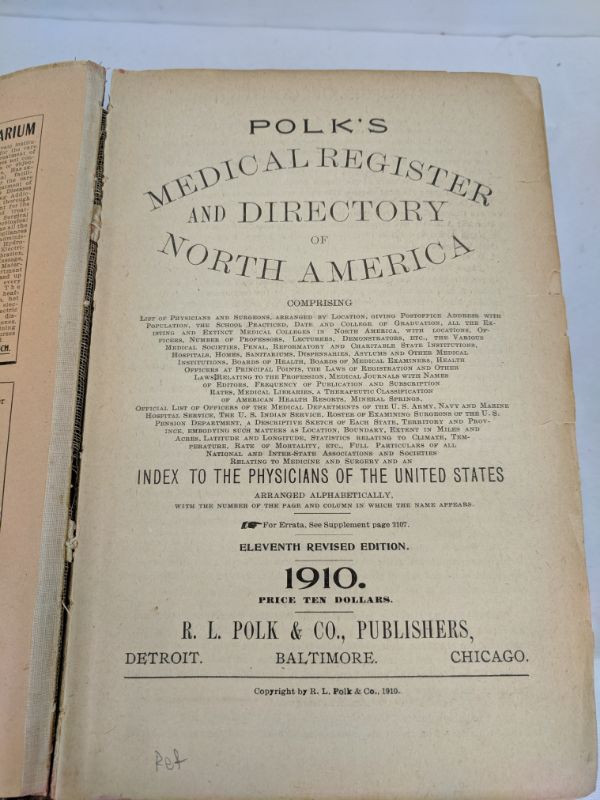 POLK'S
MEDICAL REGISTER
AND DIRECTORY
OF
NORTH AMERICA
COMPRISING
List of Physicians and Surgeons, arranged by Location, giving Postoffice Address with
Population, the School Practiced, Date and College of Graduation, all the Ex-
isting and Extinct Medical Colleges in North America, with locations, Of-
ficers, Number of Professors, Lecturers, Demonstrators, etc., the Various
Medical Societies, Penal, Reformatory and Charitable State Institutions,
Hospitals, Homes, Sanitariums, Dispensaries, Asylums and Other Medical
Institutions, Boards of Health, Boards of Medical Examiners, Health
Officers at Principal Points, the Laws of Registration and Other
Laws Relating to the Profession, Medical Journals with Names
of Editors, Frequency of Publication and Subscription
Rates, Medical Libraries, a Therapeutic Classification
of American Health Resorts, Mineral Springs,
Official List of Officers of the Medical Departments of the U. S. Army, Navy and Marine
Hospital Service, The U. S. Indian Service, Roster of Examining Surgeons of the U. S.
Pension Department, a Descriptive Sketch of Each State, Territory and Prov-
ince, embodying such matters as Location, Boundary, Extent in Miles and
Acres, Latitude and Longitude, Statistics relating to Climate, Tem-
perature, Rate of Mortality, etc., Full Particulars of all
National and Inter-State Associations and Societies
Relating to Medicine and Surgery and an
INDEX TO THE PHYSICIANS OF THE UNITED STATES
ARRANGED ALPHABETICALLY,
WITH THE NUMBER OF THE PAGE AND COLUMN IN WHICH THE NAME APPEARS.
☛ For Errata, See Supplement page 2107.
ELEVENTH REVISED EDITION.
1910.
PRICE TEN DOLLARS.
R. L. POLK & CO., PUBLISHERS,
DETROIT. BALTIMORE. CHICAGO.
Copyright by R. L. Polk & Co., 1910.
Ref